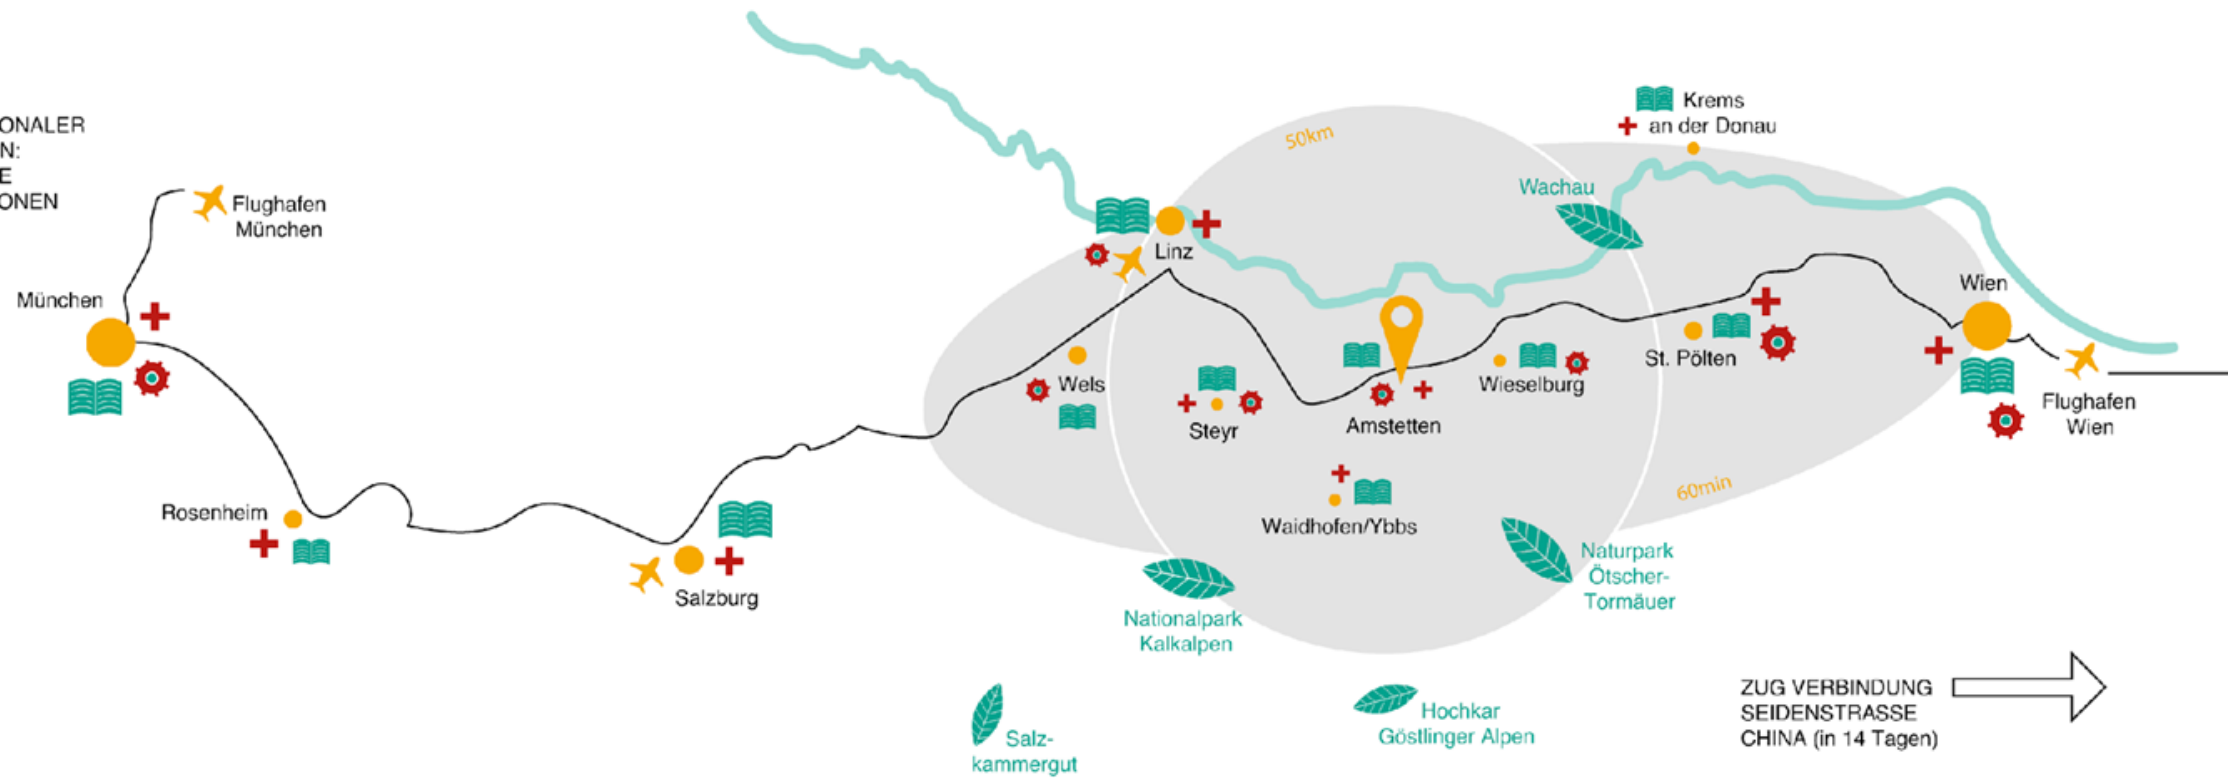 ONALER
N:
E
ONEN
Flughafen
München
München
Rosenheim
Salzburg
Linz
Wels
Steyr
Amstetten
Waidhofen/Ybbs
Wieselburg
St. Pölten
Krems
an der Donau
Wachau
50km
60min
Wien
Flughafen
Wien
Nationalpark
Kalkalpen
Naturpark
Ötscher-
Tormäuer
Salz-
kammergut
Hochkar
Göstlinger Alpen
ZUG VERBINDUNG
SEIDENSTRASSE
CHINA (in 14 Tagen)